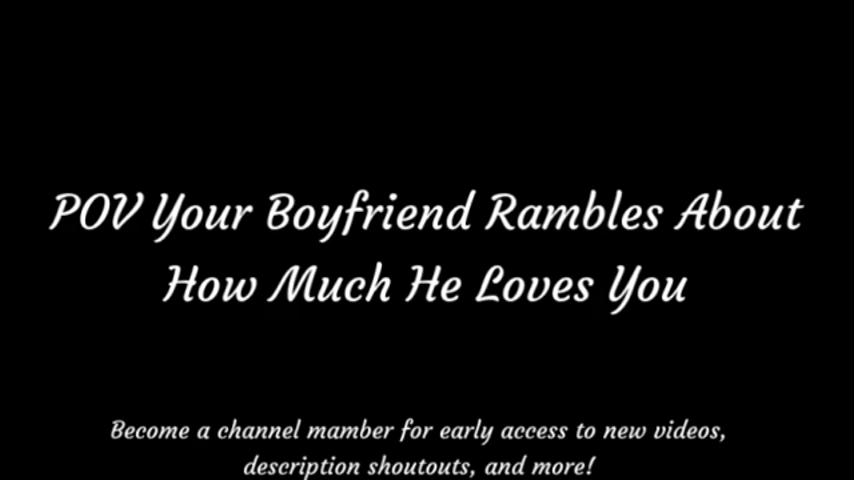 POV Your Boyfriend Rambles About
How Much He Loves You
Become a channel mamber for early access to new videos,
description shoutouts, and more!